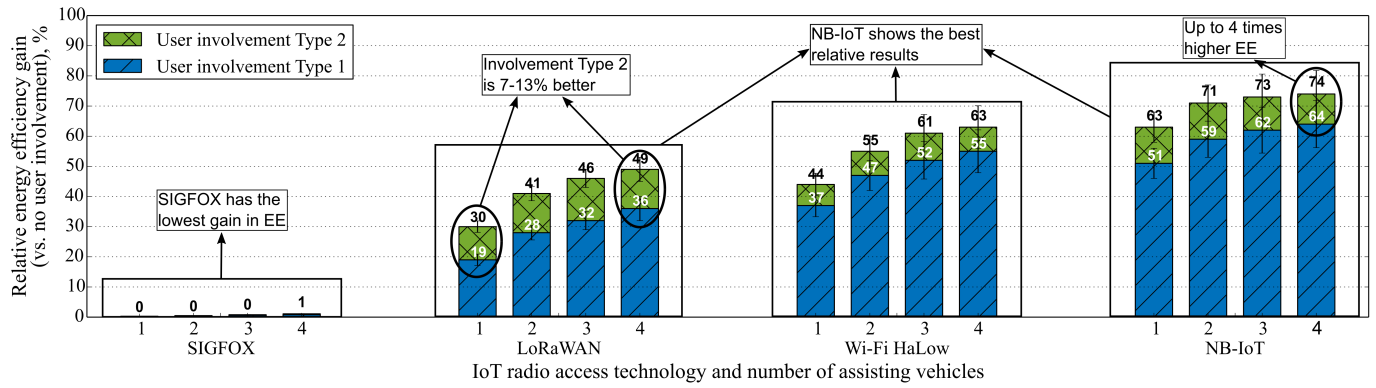 Relative energy efficiency gain
(vs. no user involvement), %
100
90
80
70
60
50
40
30
20
10
0
User involvement Type 2
User involvement Type 1
SIGFOX has the
lowest gain in EE
Involvement Type 2
is 7-13% better
NB-IoT shows the best
relative results
Up to 4 times
higher EE
0 0 0 1
30 41 46 49
19 28 32 36
44 55 61 63
37 47 52 55
63 71 73 74
51 59 62 64
1 2 3 4 1 2 3 4 1 2 3 4 1 2 3 4
SIGFOX LoRaWAN Wi-Fi HaLow NB-IoT
IoT radio access technology and number of assisting vehicles